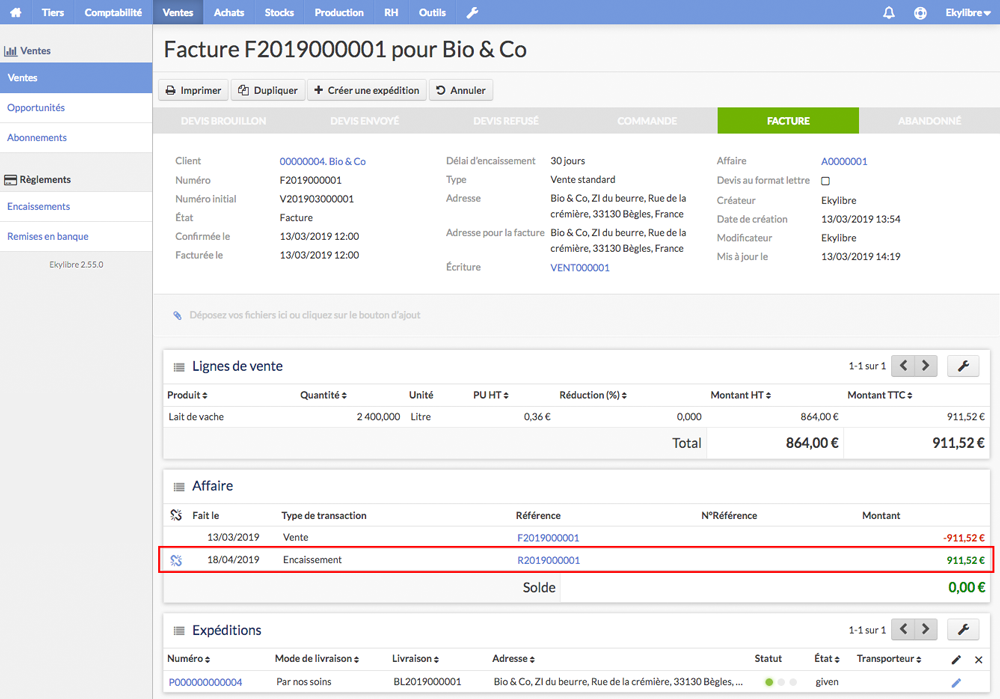 Tiers Comptabilité Ventes Achats Stocks Production RH Outils Ekylibre
Ventes
Ventes
Opportunités
Abonnements
Règlements
Encaissements
Remises en banque
Ekylibre 2.55.0
Facture F2019000001 pour Bio & Co
Imprimer Dupliquer Créer une expédition Annuler
DEVIS BROUILLON DEVIS ENVOYÉ DEVIS REFUSÉ COMMANDE FACTURE ABANDONNÉ
Client 00000004. Bio & Co
Numéro F2019000001
Numéro initial V201903000001
État Facture
Confirmée le 13/03/2019 12:00
Facturée le 13/03/2019 12:00
Délai d'encaissement 30 jours
Type Vente standard
Adresse Bio & Co, ZI du beurre, Rue de la
crémière, 33130 Bègles, France
Adresse pour la facture Bio & Co, ZI du beurre, Rue de la
crémière, 33130 Bègles, France
Écriture VENT000001
Affaire A0000001
Devis au format lettre
Créateur Ekylibre
Date de création 13/03/2019 13:54
Modificateur Ekylibre
Mis à jour le 13/03/2019 14:19
Déposez vos fichiers ici ou cliquez sur le bouton d'ajout
Lignes de vente 1-1 sur 1
Produit Quantité Unité PU HT Réduction (%) Montant HT Montant TTC
Lait de vache 2 400,000 Litre 0,36 € 0,000 864,00 € 911,52 €
Total 864,00 € 911,52 €
Affaire
Fait le Type de transaction Référence N°Référence Montant
13/03/2019 Vente F2019000001 -911,52 €
18/04/2019 Encaissement R2019000001 911,52 €
Solde 0,00 €
Expéditions 1-1 sur 1
Numéro Mode de livraison Livraison Adresse Statut État Transporteur
P000000000004 Par nos soins BL2019000001 Bio & Co, ZI du beurre, Rue de la crémière, 33130 Bègles, ... given